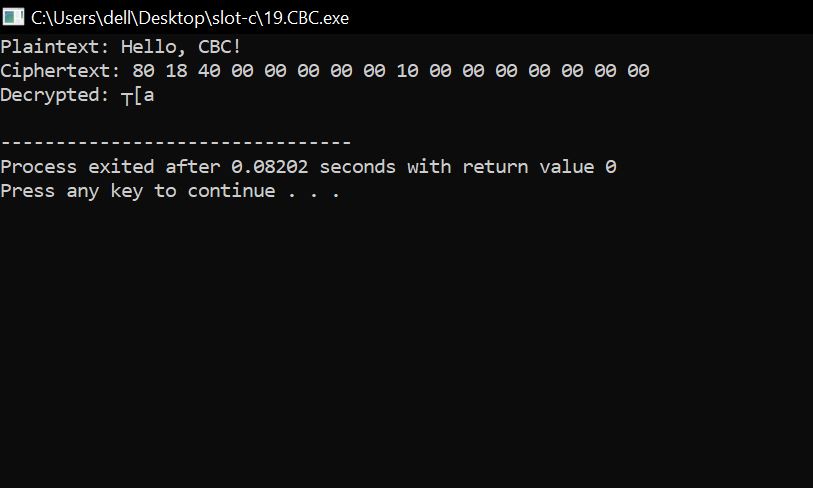 C:\Users\dell\Desktop\slot-c\19.CBC.exe
Plaintext: Hello, CBC!
Ciphertext: 80 18 40 00 00 00 00 00 10 00 00 00 00 00 00 00
Decrypted: ┬[a
--------------------------------
Process exited after 0.08202 seconds with return value 0
Press any key to continue . . .